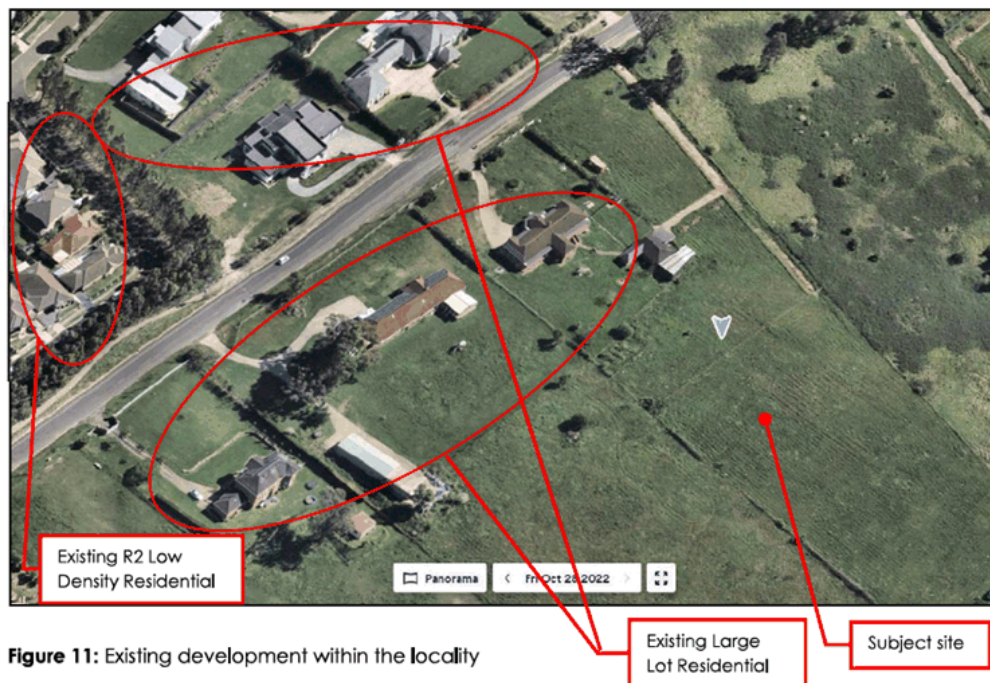 Existing R2 Low
Density Residential
Panorama
< Fri Oct 28 2022 >
Existing Large
Lot Residential
Subject site
Figure 11: Existing development within the locality